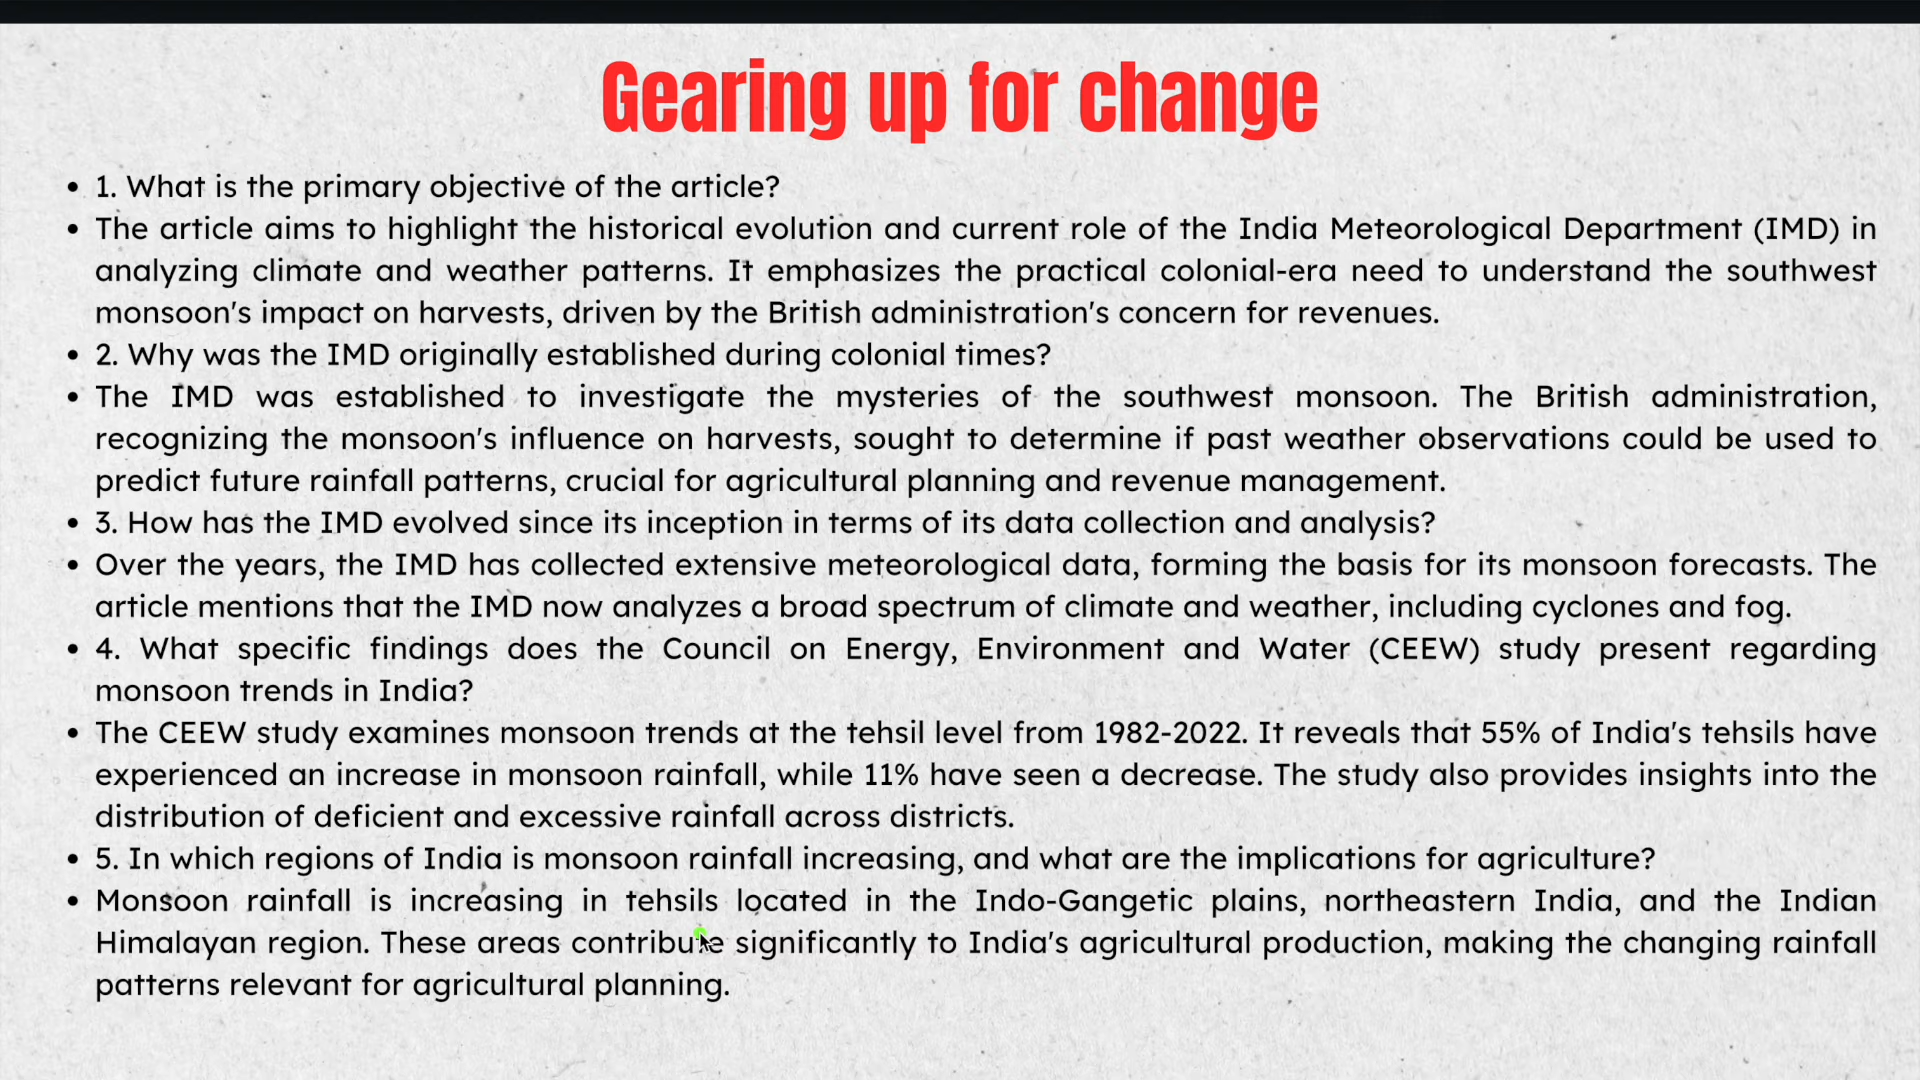 Gearing up for change
• 1. What is the primary objective of the article?
• The article aims to highlight the historical evolution and current role of the India Meteorological Department (IMD) in
analyzing climate and weather patterns. It emphasizes the practical colonial-era need to understand the southwest
monsoon's impact on harvests, driven by the British administration's concern for revenues.
• 2. Why was the IMD originally established during colonial times?
• The IMD was established to investigate the mysteries of the southwest monsoon. The British administration,
recognizing the monsoon's influence on harvests, sought to determine if past weather observations could be used to
predict future rainfall patterns, crucial for agricultural planning and revenue management.
• 3. How has the IMD evolved since its inception in terms of its data collection and analysis?
• Over the years, the IMD has collected extensive meteorological data, forming the basis for its monsoon forecasts. The
article mentions that the IMD now analyzes a broad spectrum of climate and weather, including cyclones and fog.
• 4. What specific findings does the Council on Energy, Environment and Water (CEEW) study present regarding
monsoon trends in India?
• The CEEW study examines monsoon trends at the tehsil level from 1982-2022. It reveals that 55% of India's tehsils have
experienced an increase in monsoon rainfall, while 11% have seen a decrease. The study also provides insights into the
distribution of deficient and excessive rainfall across districts.
• 5. In which regions of India is monsoon rainfall increasing, and what are the implications for agriculture?
• Monsoon rainfall is increasing in tehsils located in the Indo-Gangetic plains, northeastern India, and the Indian
Himalayan region. These areas contribute significantly to India's agricultural production, making the changing rainfall
patterns relevant for agricultural planning.